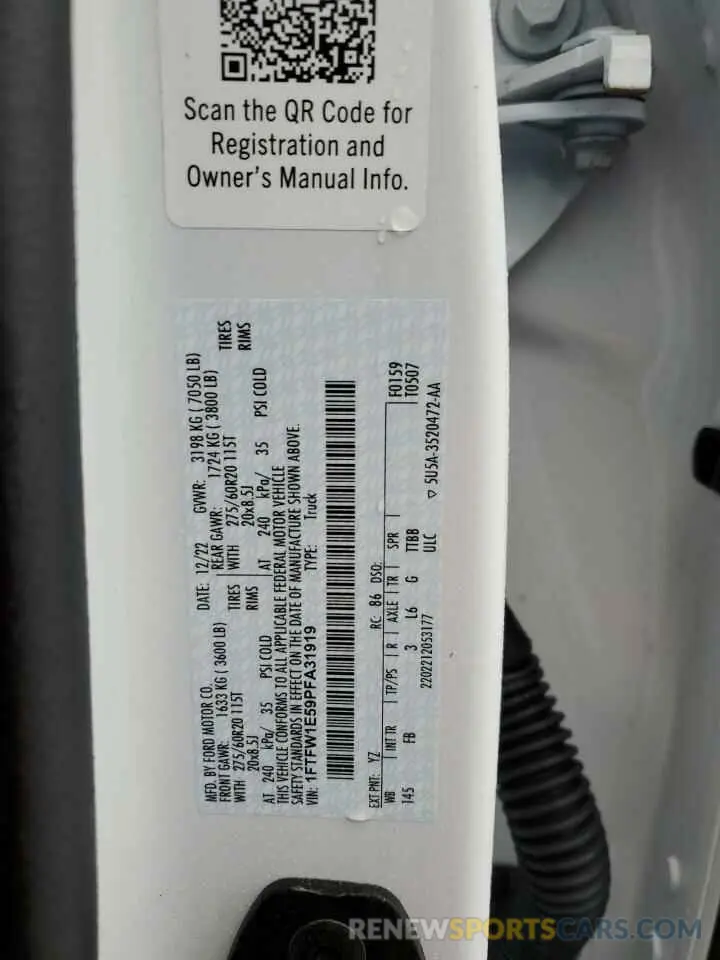 Scan the QR Code for
Registration and
Owner's Manual Info.
MFD. BY FORD MOTOR CO.
DATE: 12/22 GVWR: 3198 KG ( 7050 LB)
FRONT GAWR: 1633 KG ( 3600 LB) REAR GAWR: 1724 KG ( 3800 LB)
WITH 275/60R20 115T TIRES WITH 275/60R20 115T TIRES
20x8.5J RIMS 20x8.5J RIMS
AT 240 kPa/ 35 PSI COLD AT 240 kPa/ 35 PSI COLD
THIS VEHICLE CONFORMS TO ALL APPLICABLE FEDERAL MOTOR VEHICLE
SAFETY STANDARDS IN EFFECT ON THE DATE OF MANUFACTURE SHOWN ABOVE.
VIN: 1FTFW1E59PFA31919 TYPE: Truck
EXT PNT: YZ RC: 86 DSO: F0159
WB INT TR TP/PS R AXLE TR SPR T0507
145 FB 3 L6 G TTBB
2202212053177 ULC ▽ 5U5A-3520472-AA
RENEWSPORTSCARS.COM